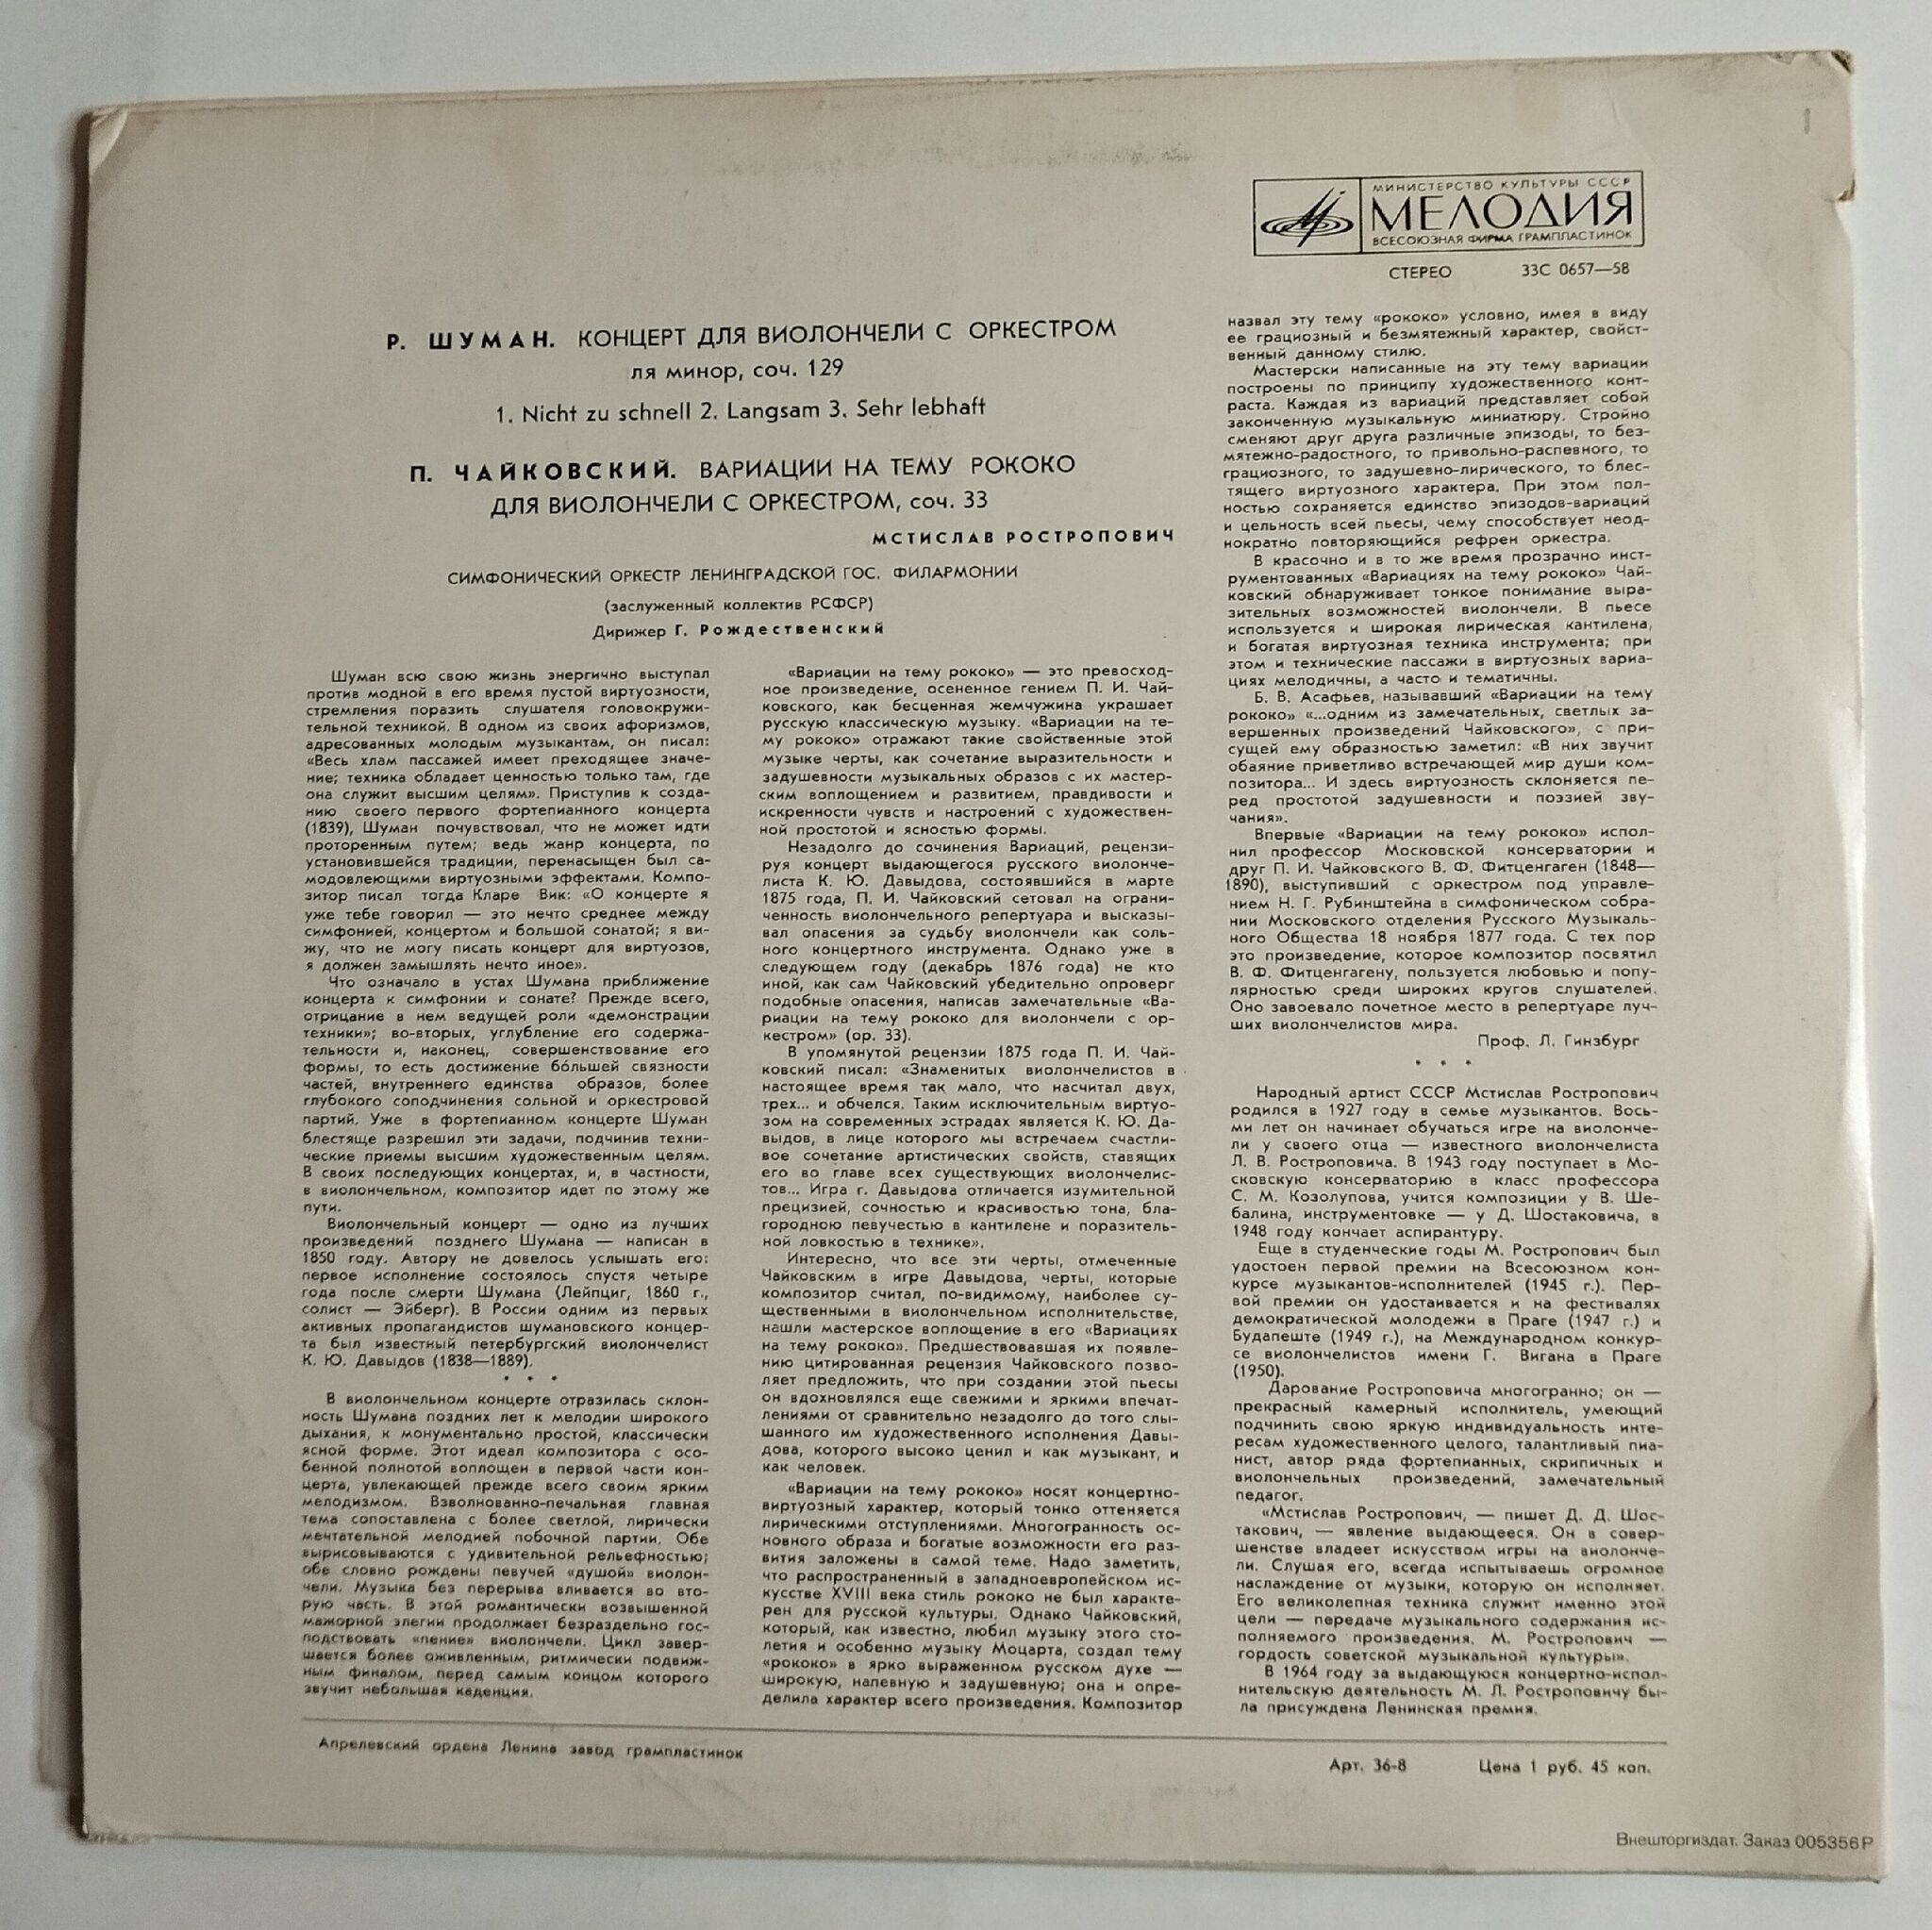 МИНИСТЕРСТВО КУЛЬТУРЫ СССР
МЕЛОДИЯ
ВСЕСОЮЗНАЯ ФИРМА ГРАМПЛАСТИНОК
СТЕРЕО 33С 0657—58
Р. ШУМАН. КОНЦЕРТ ДЛЯ ВИОЛОНЧЕЛИ С ОРКЕСТРОМ
ля минор, соч. 129
1. Nicht zu schnell 2. Langsam 3. Sehr lebhaft
П. ЧАЙКОВСКИЙ. ВАРИАЦИИ НА ТЕМУ РОКОКО
ДЛЯ ВИОЛОНЧЕЛИ С ОРКЕСТРОМ, соч. 33
МСТИСЛАВ РОСТРОПОВИЧ
СИМФОНИЧЕСКИЙ ОРКЕСТР ЛЕНИНГРАДСКОЙ ГОС. ФИЛАРМОНИИ
(заслуженный коллектив РСФСР)
Дирижер Г. Рождественский
Шуман всю свою жизнь энергично выступал
против модной в его время пустой виртуозности,
стремления поразить слушателя головокружи-
тельной техникой. В одном из своих афоризмов,
адресованных молодым музыкантам, он писал:
«Весь хлам пассажей имеет преходящее значе-
ние; техника обладает ценностью только там, где
она служит высшим целям». Приступив к созда-
нию своего первого фортепианного концерта
(1839), Шуман почувствовал, что не может идти
проторенным путем; ведь жанр концерта, по
установившейся традиции, перенасыщен был са-
модовлеющими виртуозными эффектами. Компо-
зитор писал тогда Кларе Вик: «О концерте я
уже тебе говорил — это нечто среднее между
симфонией, концертом и большой сонатой; я ви-
жу, что не могу писать концерт для виртуозов,
я должен замышлять нечто иное».
Что означало в устах Шумана приближение
концерта к симфонии и сонате? Прежде всего,
отрицание в нем ведущей роли «демонстрации
техники»; во-вторых, углубление его содержа-
тельности и, наконец, совершенствование его
формы, то есть достижение бо́льшей связности
частей, внутреннего единства образов, более
глубокого соподчинения сольной и оркестровой
партий. Уже в фортепианном концерте Шуман
блестяще разрешил эти задачи, подчинив техни-
ческие приемы высшим художественным целям.
В своих последующих концертах, и, в частности,
в виолончельном, композитор идет по этому же
пути.
Виолончельный концерт — одно из лучших
произведений позднего Шумана — написан в
1850 году. Автору не довелось услышать его:
первое исполнение состоялось спустя четыре
года после смерти Шумана (Лейпциг, 1860 г.,
солист — Эйберг). В России одним из первых
активных пропагандистов шумановского концер-
та был известный петербургский виолончелист
К. Ю. Давыдов (1838—1889).
• • •
В виолончельном концерте отразилась склон-
ность Шумана поздних лет к мелодии широкого
дыхания, к монументально простой, классически
ясной форме. Этот идеал композитора с осо-
бенной полнотой воплощен в первой части кон-
церта, увлекающей прежде всего своим ярким
мелодизмом. Взволнованно-печальная главная
тема сопоставлена с более светлой, лирически
мечтательной мелодией побочной партии. Обе
вырисовываются с удивительной рельефностью;
обе словно рождены певучей «душой» виолон-
чели. Музыка без перерыва вливается во вто-
рую часть. В этой романтически возвышенной
мажорной элегии продолжает безраздельно гос-
подствовать «пение» виолончели. Цикл завер-
шается более оживленным, ритмически подвиж-
ным финалом, перед самым концом которого
звучит небольшая каденция.
«Вариации на тему рококо» — это превосход-
ное произведение, осененное гением П. И. Чай-
ковского, как бесценная жемчужина украшает
русскую классическую музыку. «Вариации на те-
му рококо» отражают такие свойственные этой
музыке черты, как сочетание выразительности и
задушевности музыкальных образов с их мастер-
ским воплощением и развитием, правдивости и
искренности чувств и настроений с художествен-
ной простотой и ясностью формы.
Незадолго до сочинения Вариаций, рецензи-
руя концерт выдающегося русского виолонче-
листа К. Ю. Давыдова, состоявшийся в марте
1875 года, П. И. Чайковский сетовал на ограни-
ченность виолончельного репертуара и высказы-
вал опасения за судьбу виолончели как соль-
ного концертного инструмента. Однако уже в
следующем году (декабрь 1876 года) не кто
иной, как сам Чайковский убедительно опроверг
подобные опасения, написав замечательные «Ва-
риации на тему рококо для виолончели с ор-
кестром» (ор. 33).
В упомянутой рецензии 1875 года П. И. Чай-
ковский писал: «Знаменитых виолончелистов в
настоящее время так мало, что насчитал двух,
трех... и обчелся. Таким исключительным виртуо-
зом на современных эстрадах является К. Ю. Да-
выдов, в лице которого мы встречаем счастли-
вое сочетание артистических свойств, ставящих
его во главе всех существующих виолончелис-
тов... Игра г. Давыдова отличается изумительной
прецизией, сочностью и красивостью тона, бла-
городною певучестью в кантилене и поразитель-
ной ловкостью в технике».
Интересно, что все эти черты, отмеченные
Чайковским в игре Давыдова, черты, которые
композитор считал, по-видимому, наиболее су-
щественными в виолончельном исполнительстве,
нашли мастерское воплощение в его «Вариациях
на тему рококо». Предшествовавшая их появле-
нию цитированная рецензия Чайковского позво-
ляет предложить, что при создании этой пьесы
он вдохновлялся еще свежими и яркими впечат-
лениями от сравнительно незадолго до того слы-
шанного им художественного исполнения Давы-
дова, которого высоко ценил и как музыкант, и
как человек.
«Вариации на тему рококо» носят концертно-
виртуозный характер, который тонко оттеняется
лирическими отступлениями. Многогранность ос-
новного образа и богатые возможности его раз-
вития заложены в самой теме. Надо заметить,
что распространенный в западноевропейском ис-
кусстве XVIII века стиль рококо не был характе-
рен для русской культуры. Однако Чайковский,
который, как известно, любил музыку этого сто-
летия и особенно музыку Моцарта, создал тему
«рококо» в ярко выраженном русском духе —
широкую, напевную и задушевную; она и опре-
делила характер всего произведения. Композитор
назвал эту тему «рококо» условно, имея в виду
ее грациозный и безмятежный характер, свойст-
венный данному стилю.
Мастерски написанные на эту тему вариации
построены по принципу художественного конт-
раста. Каждая из вариаций представляет собой
законченную музыкальную миниатюру. Стройно
сменяют друг друга различные эпизоды, то без-
мятежно-радостного, то привольно-распевного, то
грациозного, то задушевно-лирического, то блес-
тящего виртуозного характера. При этом пол-
ностью сохраняется единство эпизодов-вариаций
и цельность всей пьесы, чему способствует неод-
нократно повторяющийся рефрен оркестра.
В красочно и в то же время прозрачно инст-
рументованных «Вариациях на тему рококо» Чай-
ковский обнаруживает тонкое понимание выра-
зительных возможностей виолончели. В пьесе
используется и широкая лирическая кантилена,
и богатая виртуозная техника инструмента; при
этом и технические пассажи в виртуозных вариа-
циях мелодичны, а часто и тематичны.
Б. В. Асафьев, называвший «Вариации на тему
рококо» «...одним из замечательных, светлых за-
вершенных произведений Чайковского», с при-
сущей ему образностью заметил: «В них звучит
обаяние приветливо встречающей мир души ком-
позитора... И здесь виртуозность склоняется пе-
ред простотой задушевности и поэзией зву-
чания».
Впервые «Вариации на тему рококо» испол-
нил профессор Московской консерватории и
друг П. И. Чайковского В. Ф. Фитценгаген (1848—
1890), выступивший с оркестром под управле-
нием Н. Г. Рубинштейна в симфоническом собра-
нии Московского отделения Русского Музыкаль-
ного Общества 18 ноября 1877 года. С тех пор
это произведение, которое композитор посвятил
В. Ф. Фитценгагену, пользуется любовью и попу-
лярностью среди широких кругов слушателей.
Оно завоевало почетное место в репертуаре луч-
ших виолончелистов мира.
Проф. Л. Гинзбург
• • •
Народный артист СССР Мстислав Ростропович
родился в 1927 году в семье музыкантов. Вось-
ми лет он начинает обучаться игре на виолонче-
ли у своего отца — известного виолончелиста
Л. В. Ростроповича. В 1943 году поступает в Мо-
сковскую консерваторию в класс профессора
С. М. Козолупова, учится композиции у В. Ше-
балина, инструментовке — у Д. Шостаковича, в
1948 году кончает аспирантуру.
Еще в студенческие годы М. Ростропович был
удостоен первой премии на Всесоюзном кон-
курсе музыкантов-исполнителей (1945 г.). Пер-
вой премии он удостаивается и на фестивалях
демократической молодежи в Праге (1947 г.) и
Будапеште (1949 г.), на Международном конкур-
се виолончелистов имени Г. Вигана в Праге
(1950).
Дарование Ростроповича многогранно; он —
прекрасный камерный исполнитель, умеющий
подчинить свою яркую индивидуальность инте-
ресам художественного целого, талантливый пиа-
нист, автор ряда фортепианных, скрипичных и
виолончельных произведений, замечательный
педагог.
«Мстислав Ростропович, — пишет Д. Д. Шос-
такович, — явление выдающееся. Он в совер-
шенстве владеет искусством игры на виолонче-
ли. Слушая его, всегда испытываешь огромное
наслаждение от музыки, которую он исполняет.
Его великолепная техника служит именно этой
цели — передаче музыкального содержания ис-
полняемого произведения. М. Ростропович —
гордость советской музыкальной культуры».
В 1964 году за выдающуюся концертно-испол-
нительскую деятельность М. Л. Ростроповичу бы-
ла присуждена Ленинская премия.
Апрелевский ордена Ленина завод грампластинок
Арт. 36-8 Цена 1 руб. 45 коп.
Внешторгиздат. Заказ 005356Р